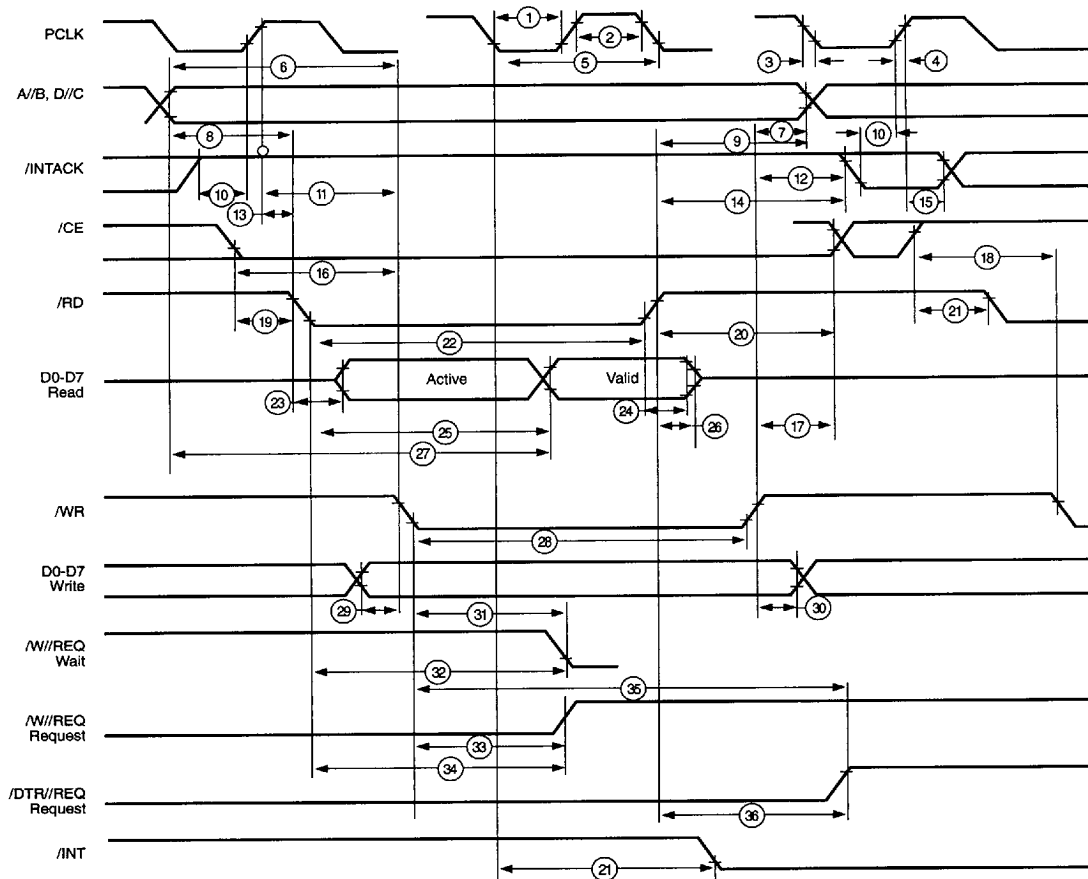 PCLK
1
2
3
4
5
6
A//B, D//C
7
8
9
10
/INTACK
10
11
12
13
14
15
/CE
16
18
/RD
19
20
21
22
D0-D7
Read
Active
Valid
23
24
25
26
17
27
/WR
28
D0-D7
Write
29
30
31
/W//REQ
Wait
32
35
/W//REQ
Request
33
34
/DTR//REQ
Request
36
/INT
21